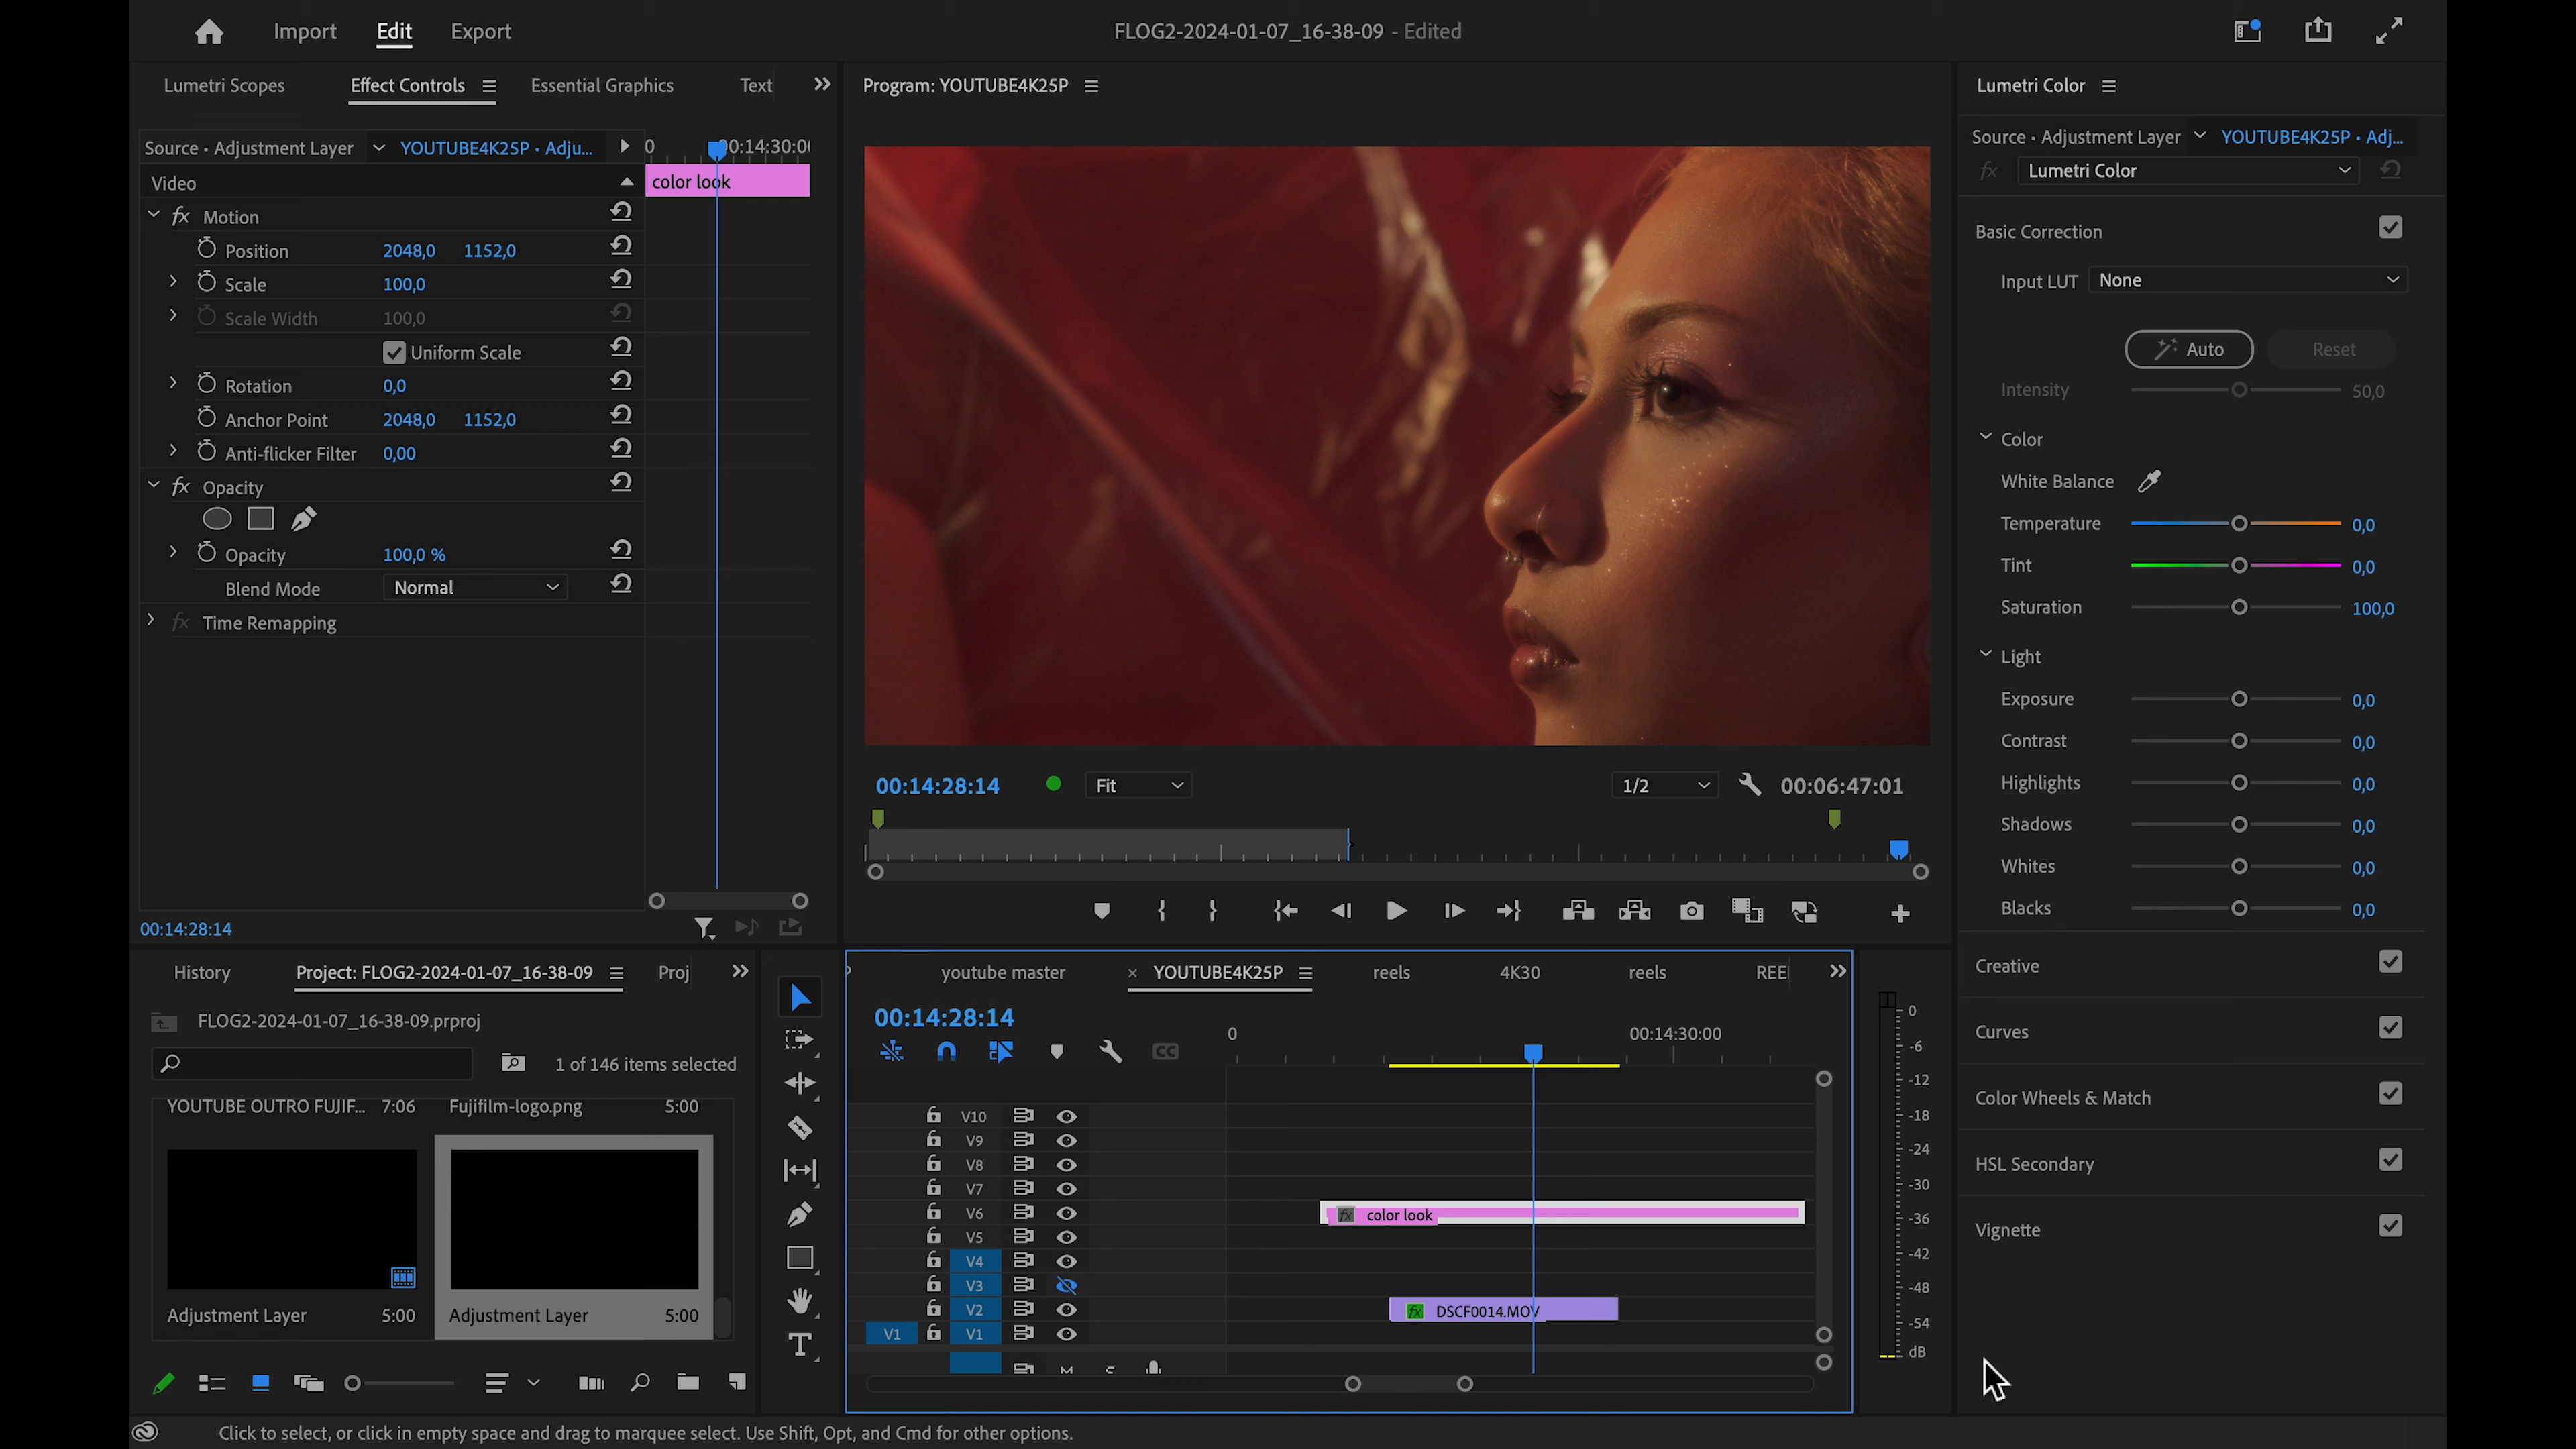 Import Edit Export
FLOG2-2024-01-07_16-38-09 - Edited
Lumetri Scopes Effect Controls Essential Graphics Text
Source • Adjustment Layer YOUTUBE4K25P • Adju... 0 00:14:30:00
Video color look
fx Motion
Position 2048,0 1152,0
Scale 100,0
Scale Width 100,0
Uniform Scale
Rotation 0,0
Anchor Point 2048,0 1152,0
Anti-flicker Filter 0,00
fx Opacity
Opacity 100,0 %
Blend Mode Normal
fx Time Remapping
00:14:28:14
Program: YOUTUBE4K25P
00:14:28:14 Fit 1/2 00:06:47:01
Lumetri Color
Source • Adjustment Layer YOUTUBE4K25P • Adj...
fx Lumetri Color
Basic Correction
Input LUT None
Auto Reset
Intensity 50,0
Color
White Balance
Temperature 0,0
Tint 0,0
Saturation 100,0
Light
Exposure 0,0
Contrast 0,0
Highlights 0,0
Shadows 0,0
Whites 0,0
Blacks 0,0
Creative
Curves
Color Wheels & Match
HSL Secondary
Vignette
History Project: FLOG2-2024-01-07_16-38-09 Proj
FLOG2-2024-01-07_16-38-09.prproj
1 of 146 items selected
YOUTUBE OUTRO FUJIF... 7:06 Fujifilm-logo.png 5:00
Adjustment Layer 5:00 Adjustment Layer 5:00
youtube master × YOUTUBE4K25P reels 4K30 reels REE
00:14:28:14
0 00:14:30:00
CC
V10
V9
V8
V7
V6 fx color look
V5
V4
V3
V2 fx DSCF0014.MOV
V1 V1
M S
0
-6
-12
-18
-24
-30
-36
-42
-48
-54
dB
Click to select, or click in empty space and drag to marquee select. Use Shift, Opt, and Cmd for other options.